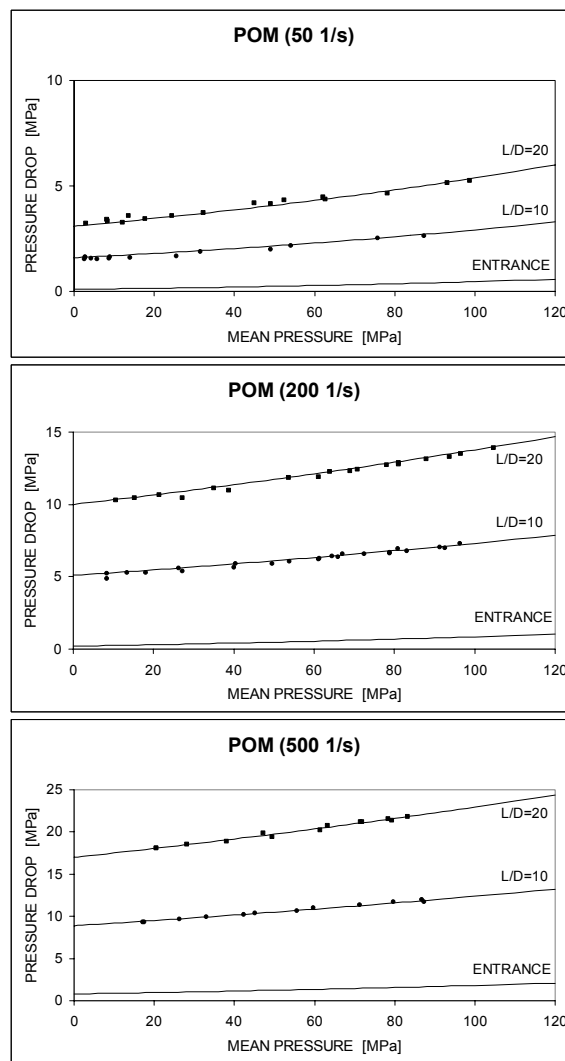 POM (50 1/s)
10
5
0
PRESSURE DROP [MPa]
L/D=20
L/D=10
ENTRANCE
0 20 40 60 80 100 120
MEAN PRESSURE [MPa]
POM (200 1/s)
15
10
5
0
PRESSURE DROP [MPa]
L/D=20
L/D=10
ENTRANCE
0 20 40 60 80 100 120
MEAN PRESSURE [MPa]
POM (500 1/s)
25
20
15
10
5
0
PRESSURE DROP [MPa]
L/D=20
L/D=10
ENTRANCE
0 20 40 60 80 100 120
MEAN PRESSURE [MPa]